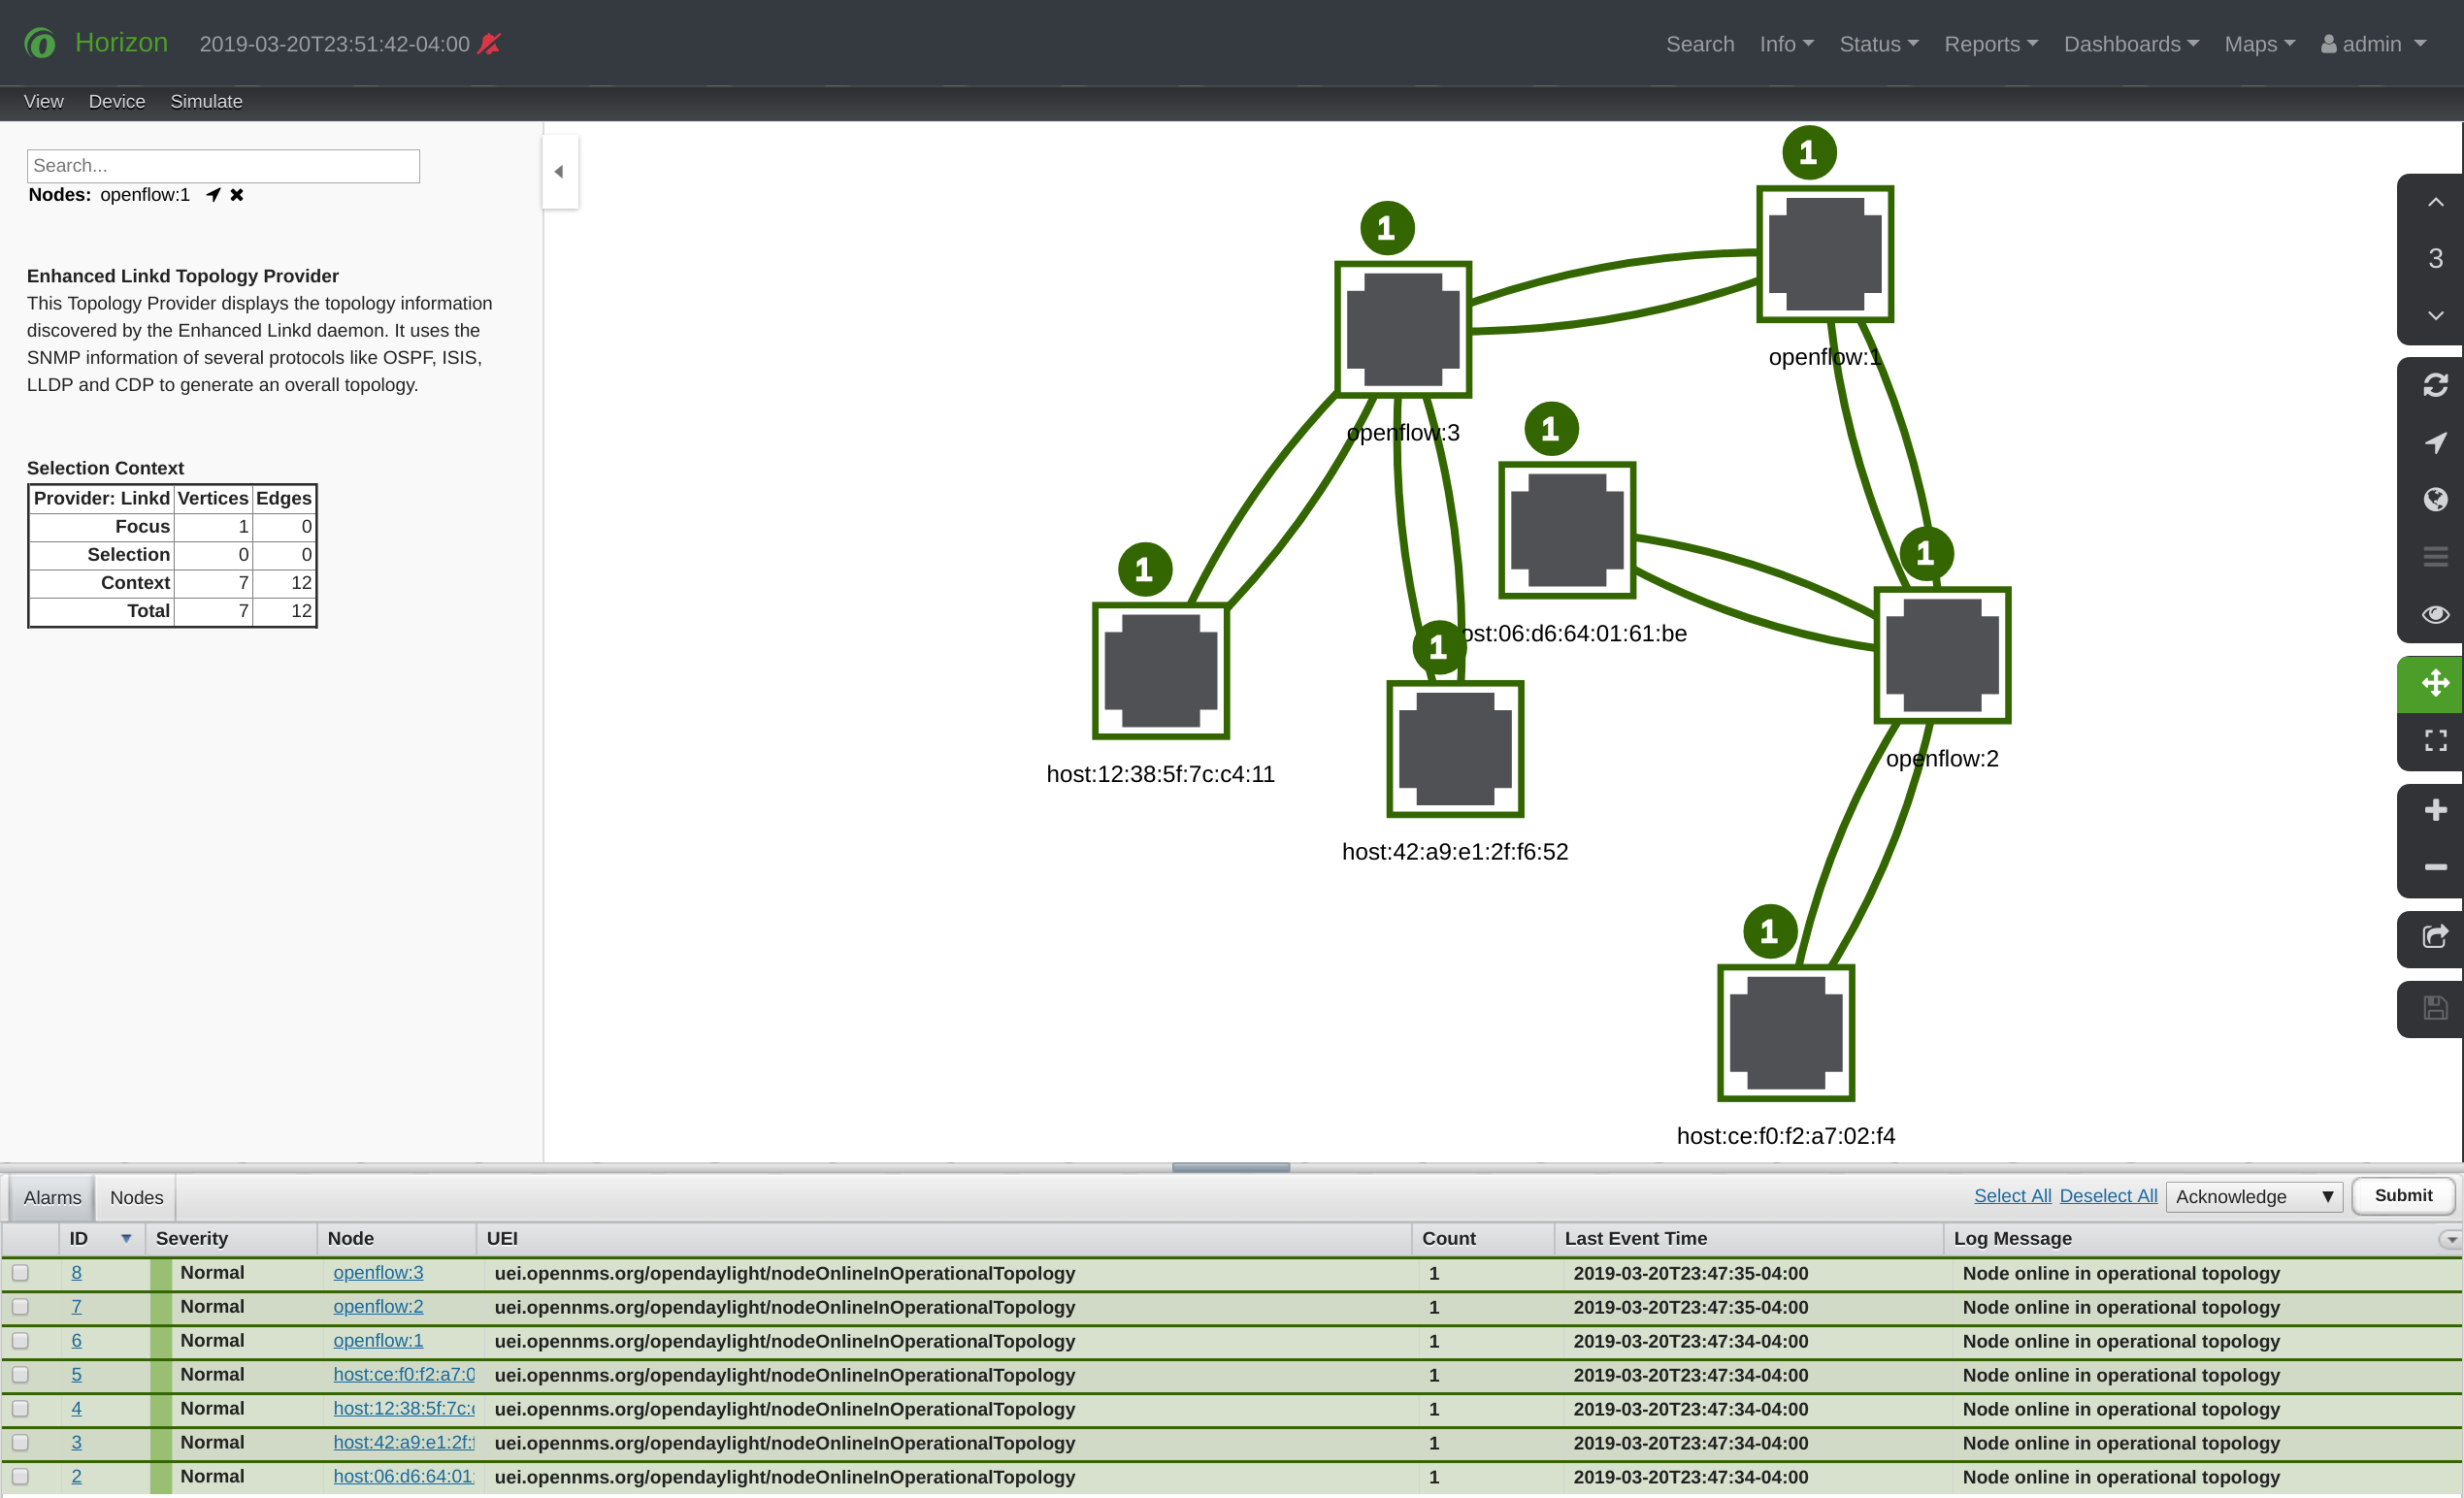 Horizon 2019-03-20T23:51:42-04:00 Search Info Status Reports Dashboards Maps admin
View Device Simulate
Search...
Nodes: openflow:1
Enhanced Linkd Topology Provider
This Topology Provider displays the topology information
discovered by the Enhanced Linkd daemon. It uses the
SNMP information of several protocols like OSPF, ISIS,
LLDP and CDP to generate an overall topology.
Selection Context
Provider: Linkd Vertices Edges
Focus 1 0
Selection 0 0
Context 7 12
Total 7 12
1
openflow:1
1
openflow:3
1
ost:06:d6:64:01:61:be
1
openflow:2
1
host:12:38:5f:7c:c4:11
1
host:42:a9:e1:2f:f6:52
1
host:ce:f0:f2:a7:02:f4
3
Alarms Nodes Select All Deselect All Acknowledge Submit
ID Severity Node UEI Count Last Event Time Log Message
8 Normal openflow:3 uei.opennms.org/opendaylight/nodeOnlineInOperationalTopology 1 2019-03-20T23:47:35-04:00 Node online in operational topology
7 Normal openflow:2 uei.opennms.org/opendaylight/nodeOnlineInOperationalTopology 1 2019-03-20T23:47:35-04:00 Node online in operational topology
6 Normal openflow:1 uei.opennms.org/opendaylight/nodeOnlineInOperationalTopology 1 2019-03-20T23:47:34-04:00 Node online in operational topology
5 Normal host:ce:f0:f2:a7:0 uei.opennms.org/opendaylight/nodeOnlineInOperationalTopology 1 2019-03-20T23:47:34-04:00 Node online in operational topology
4 Normal host:12:38:5f:7c: uei.opennms.org/opendaylight/nodeOnlineInOperationalTopology 1 2019-03-20T23:47:34-04:00 Node online in operational topology
3 Normal host:42:a9:e1:2f: uei.opennms.org/opendaylight/nodeOnlineInOperationalTopology 1 2019-03-20T23:47:34-04:00 Node online in operational topology
2 Normal host:06:d6:64:01: uei.opennms.org/opendaylight/nodeOnlineInOperationalTopology 1 2019-03-20T23:47:34-04:00 Node online in operational topology